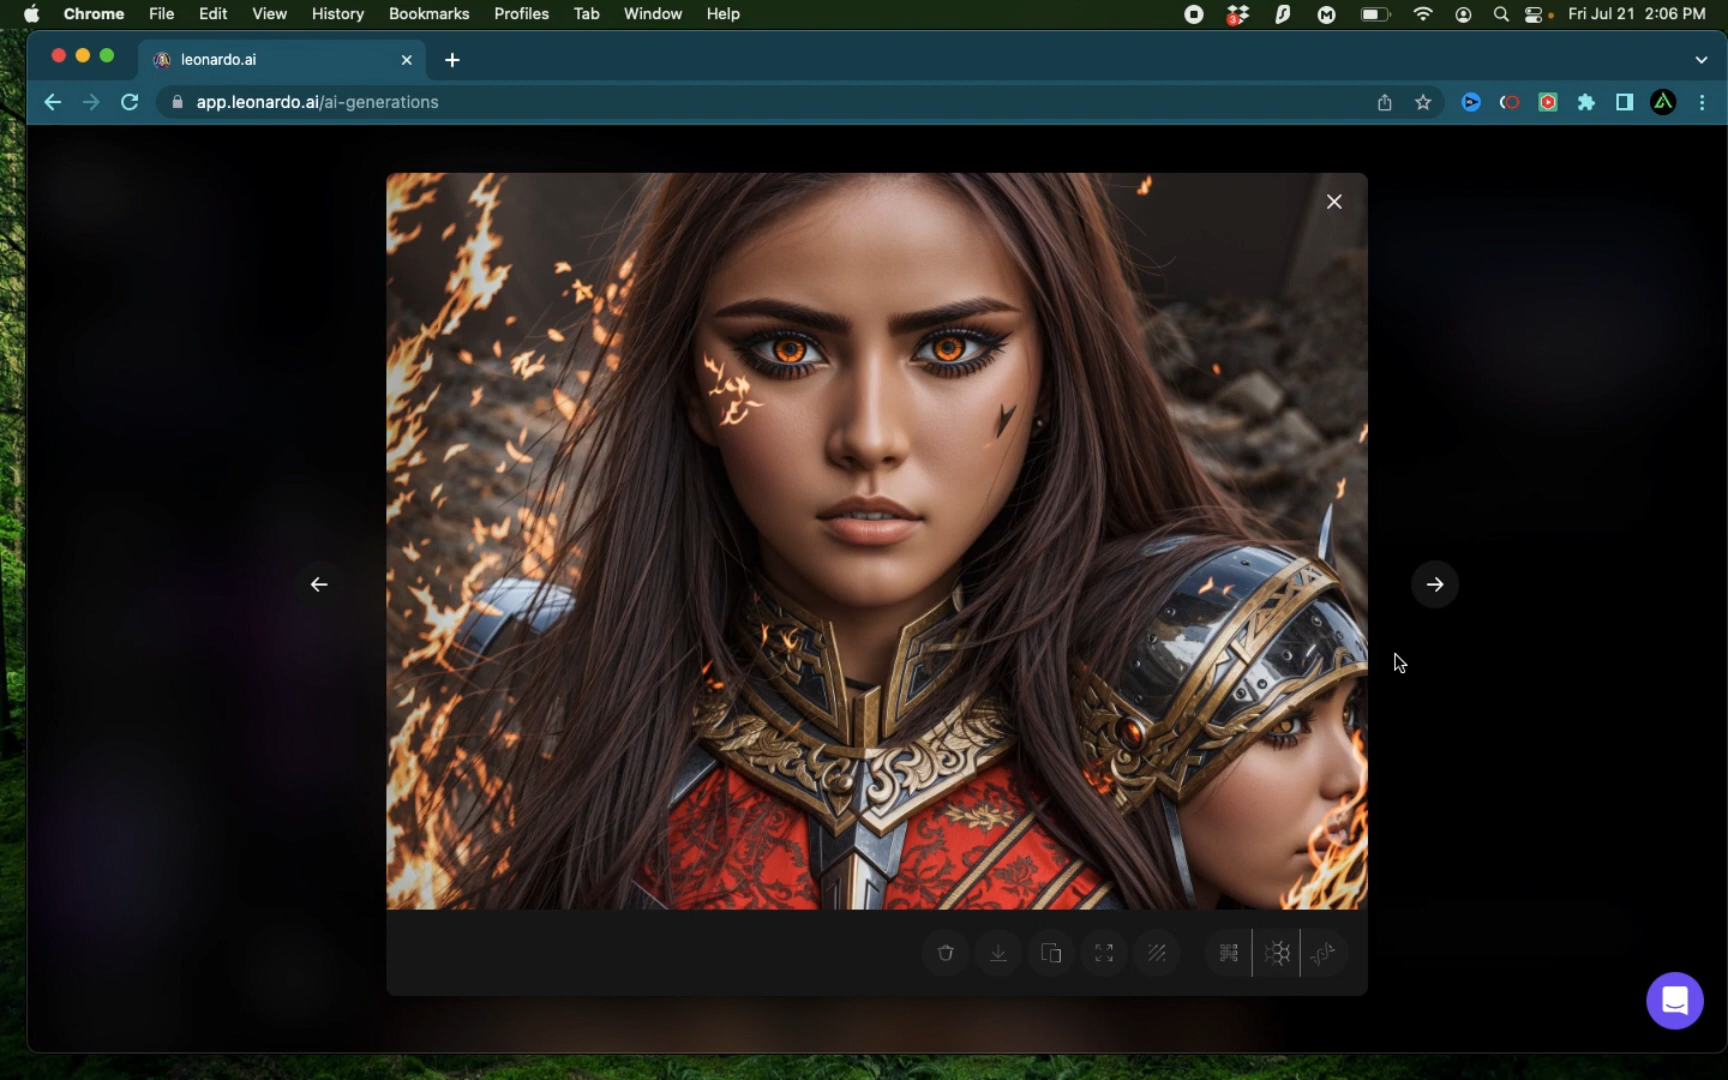 Chrome File Edit View History Bookmarks Profiles Tab Window Help 3 M Fri Jul 21 2:06 PM
leonardo.ai
app.leonardo.ai/ai-generations